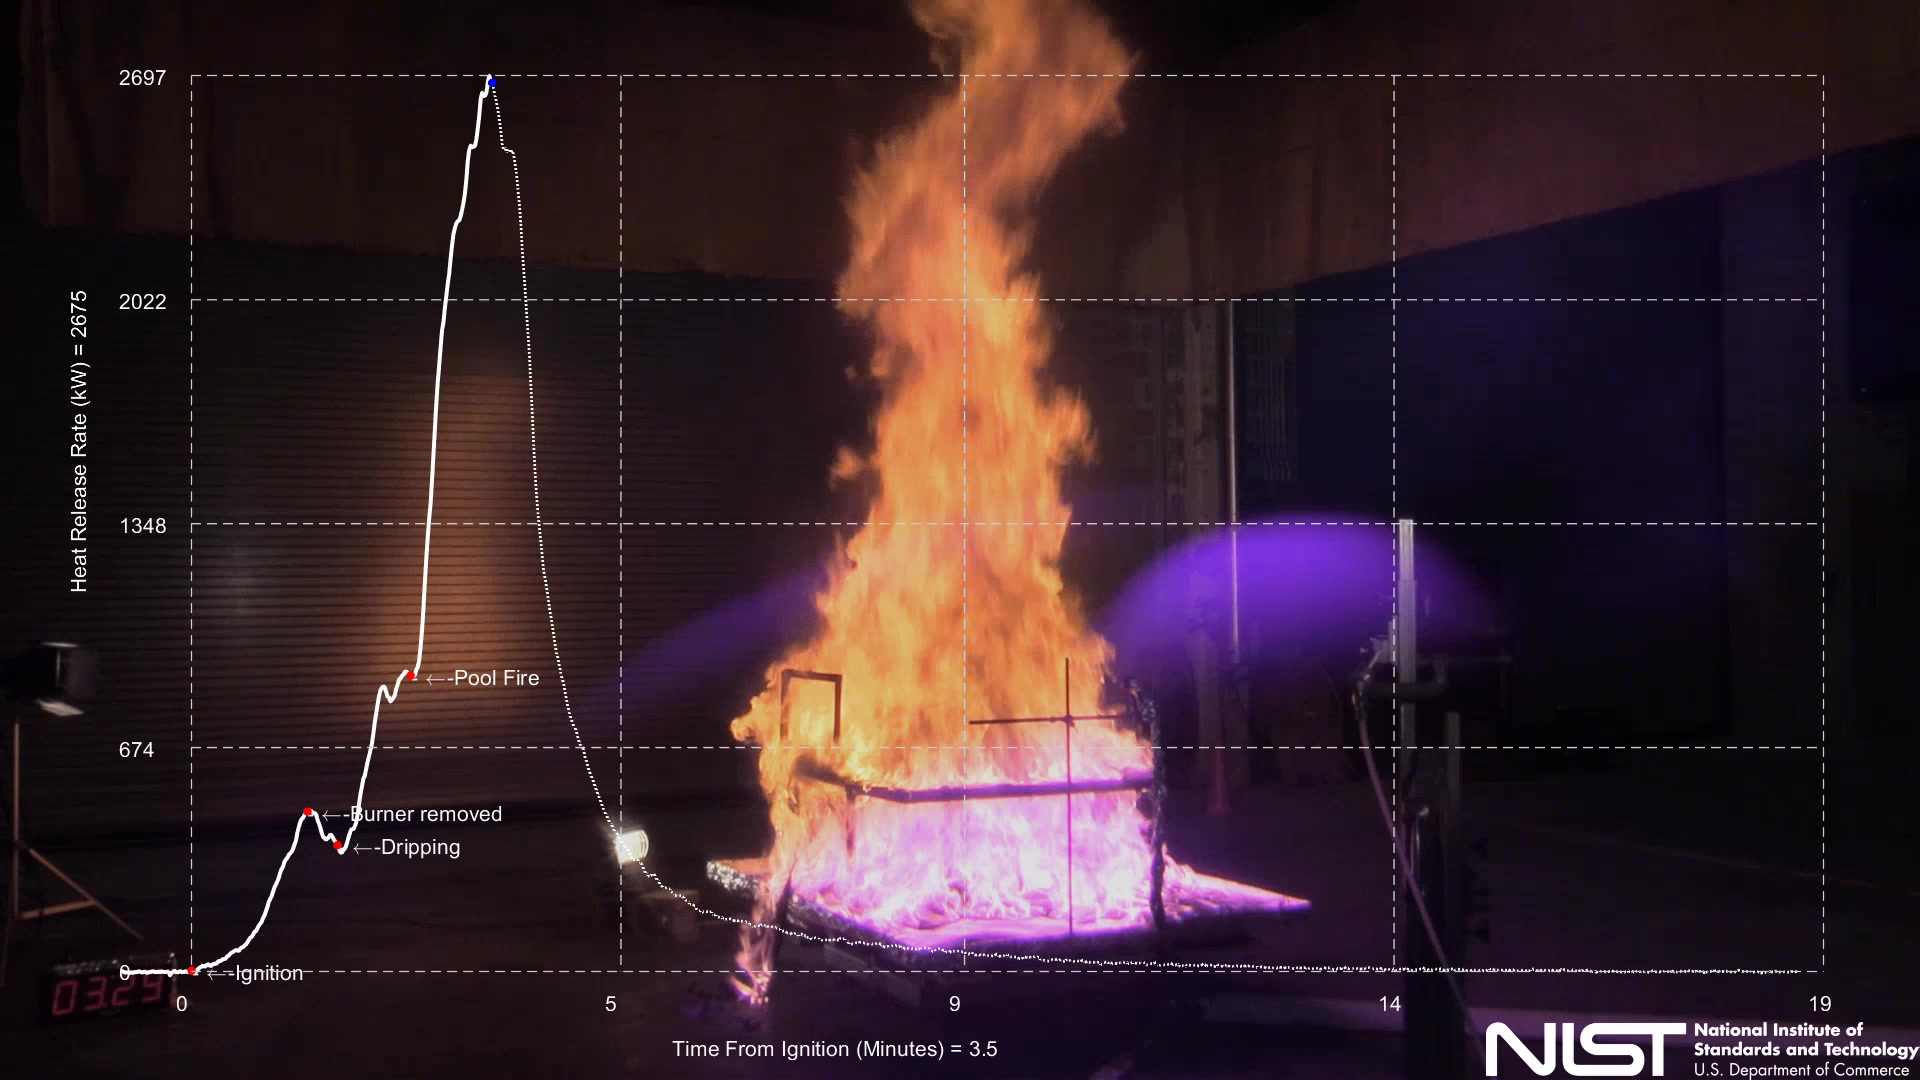 2697
2022
1348
674
0
Heat Release Rate (kW) = 2675
←-Pool Fire
←-Burner removed
←-Dripping
←-Ignition
03:29
0 5 9 14 19
Time From Ignition (Minutes) = 3.5
NIST
National Institute of
Standards and Technology
U.S. Department of Commerce